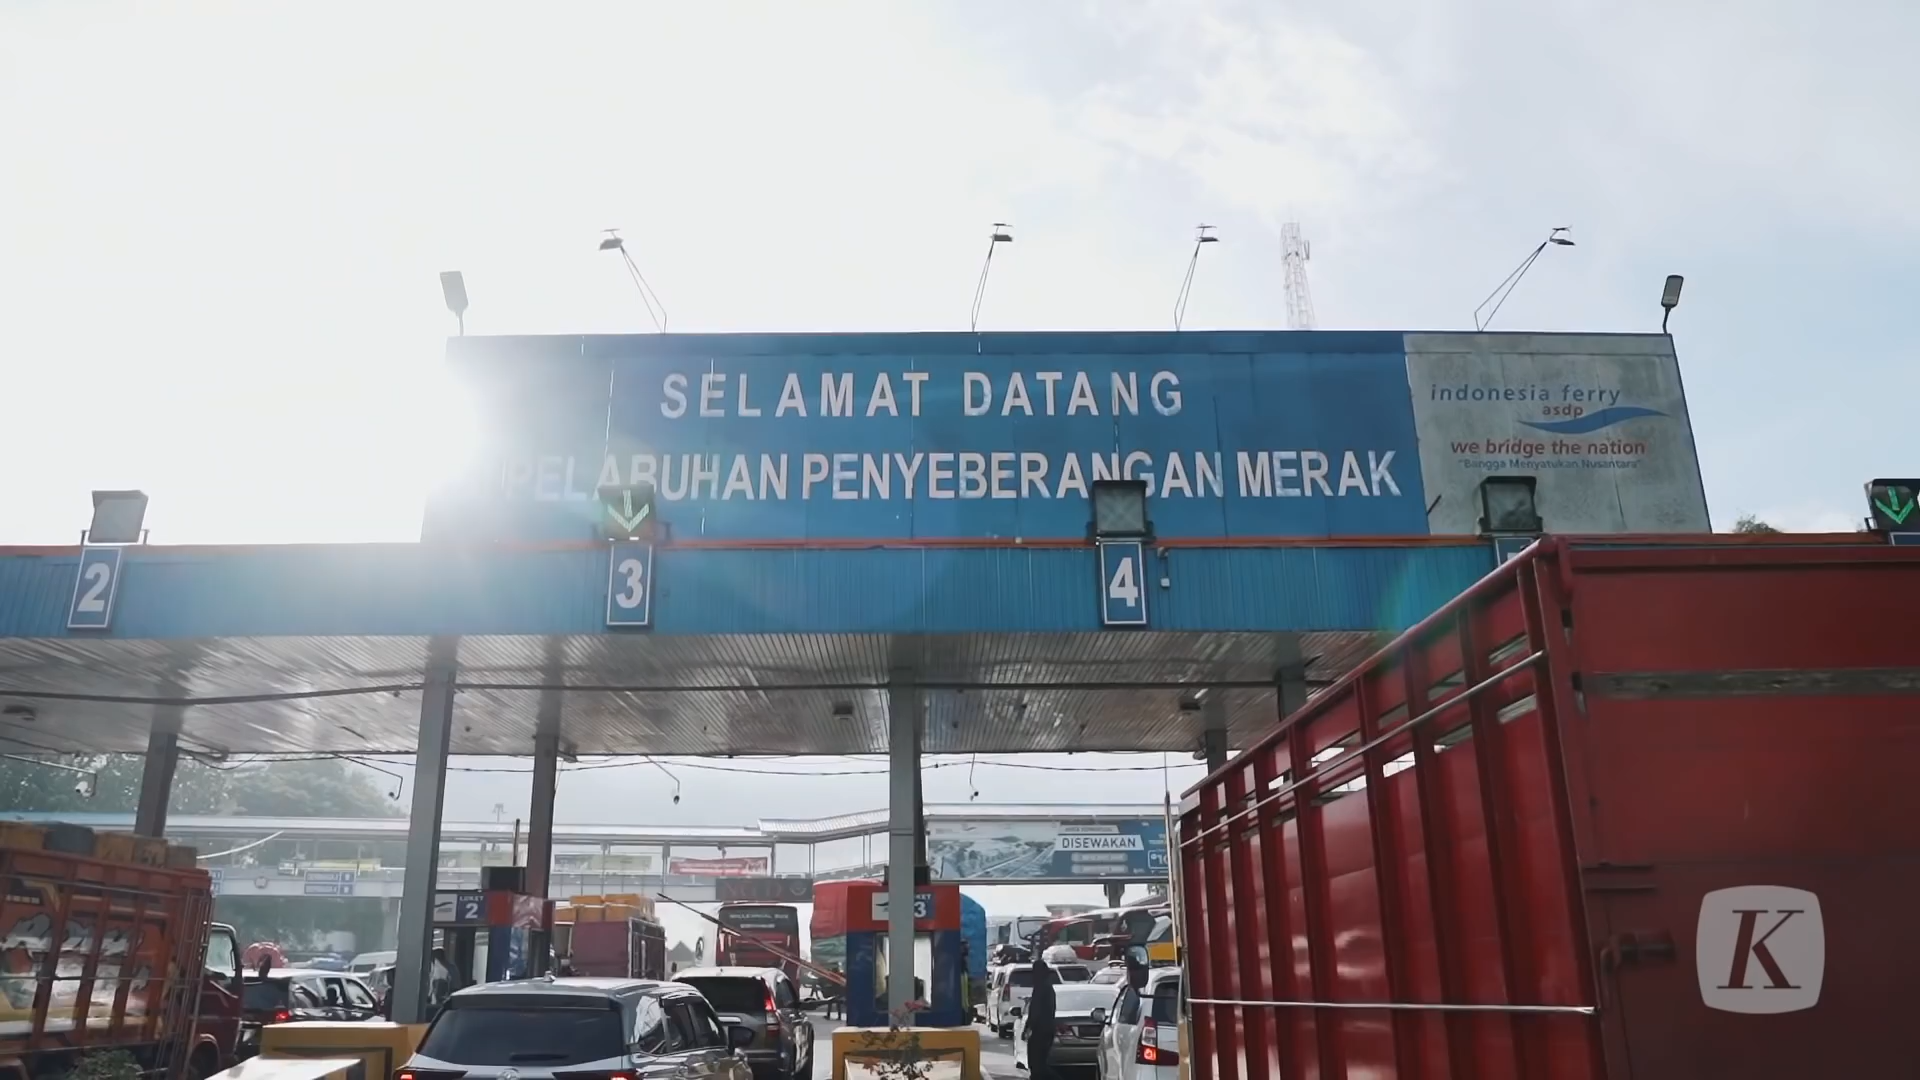 SELAMAT DATANG
PELABUHAN PENYEBERANGAN MERAK
indonesia ferry
asdp
we bridge the nation
"Bangga Menyatukan Nusantara"
2
3
4
DISEWAKAN
LOKET
2
3
K